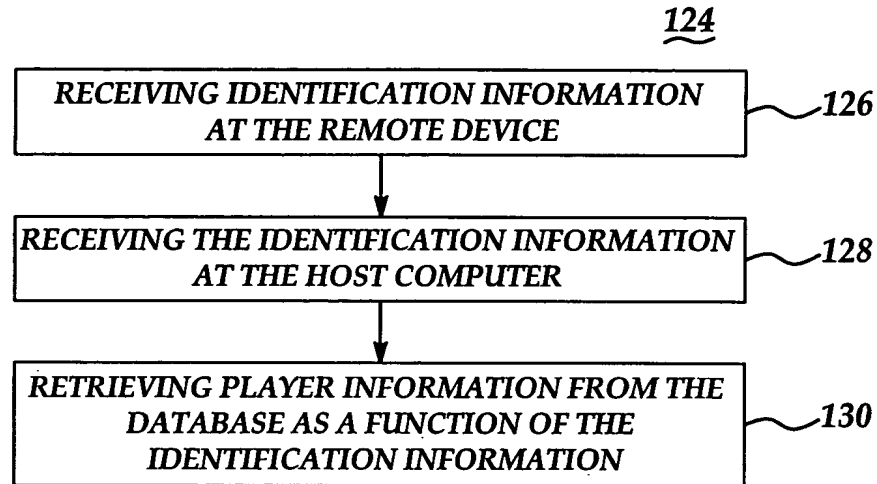 124
RECEIVING IDENTIFICATION INFORMATION
AT THE REMOTE DEVICE
126
RECEIVING THE IDENTIFICATION INFORMATION
AT THE HOST COMPUTER
128
RETRIEVING PLAYER INFORMATION FROM THE
DATABASE AS A FUNCTION OF THE
IDENTIFICATION INFORMATION
130